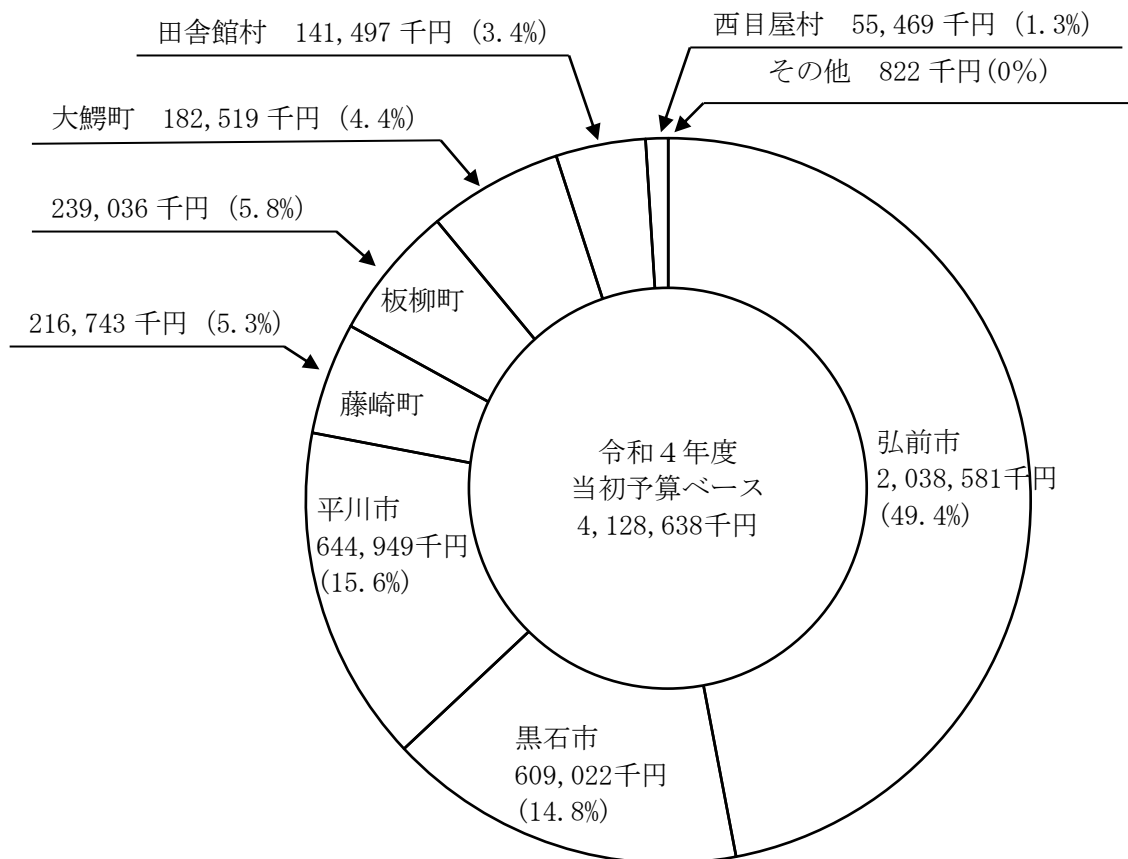 田舎館村　141,497 千円 (3.4%)
西目屋村　55,469 千円 (1.3%)
その他　822 千円(0%)
大鰐町　182,519 千円 (4.4%)
239,036 千円 (5.8%)
板柳町
216,743 千円 (5.3%)
藤崎町
令和４年度
当初予算ベース
4,128,638千円
弘前市
2,038,581千円
(49.4%)
平川市
644,949千円
(15.6%)
黒石市
609,022千円
(14.8%)